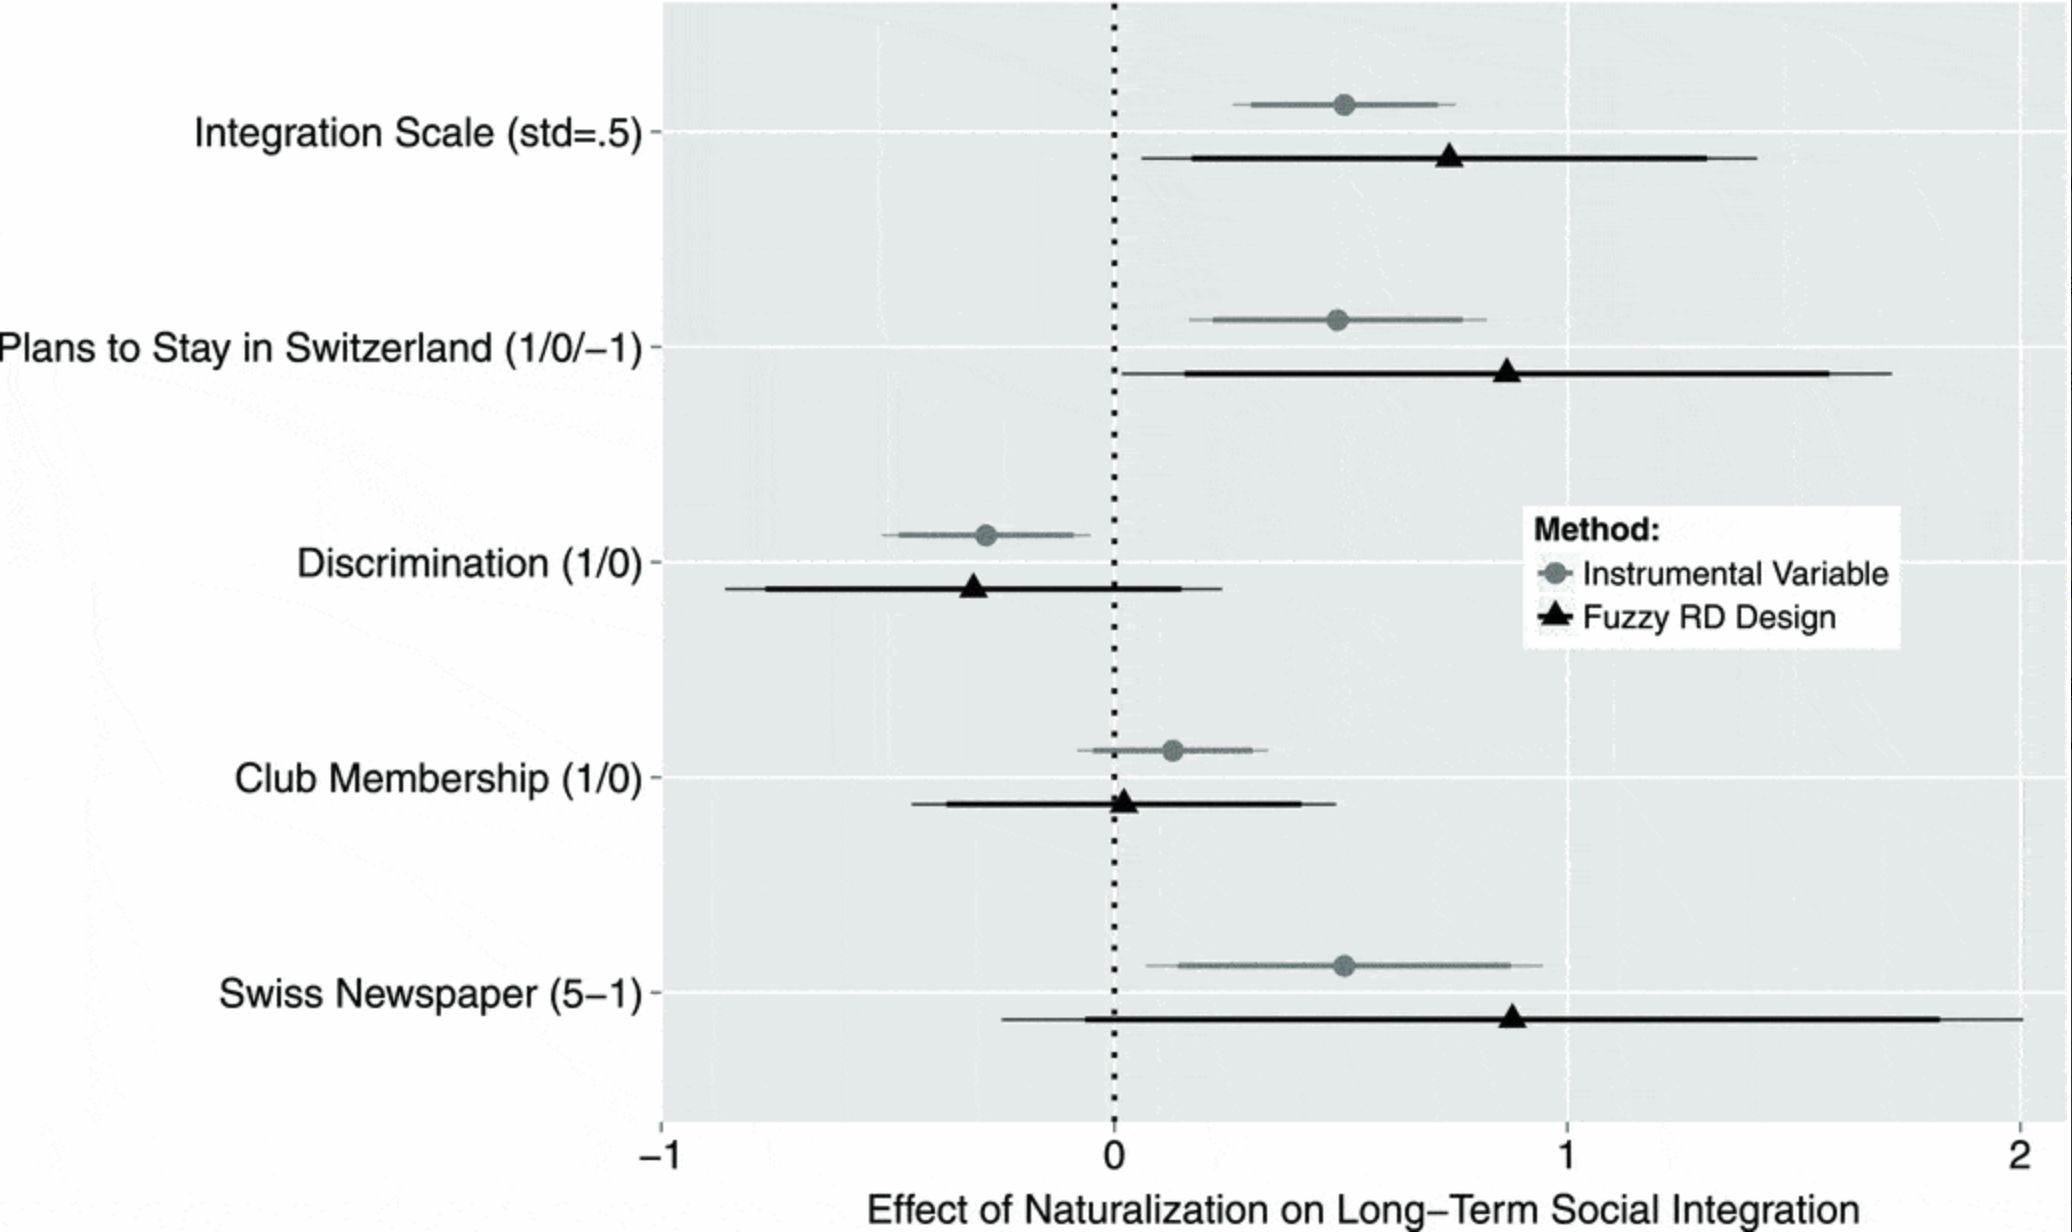 Integration Scale (std=.5)
Plans to Stay in Switzerland (1/0/−1)
Discrimination (1/0)
Method:
Instrumental Variable
Fuzzy RD Design
Club Membership (1/0)
Swiss Newspaper (5−1)
−1 0 1 2
Effect of Naturalization on Long−Term Social Integration